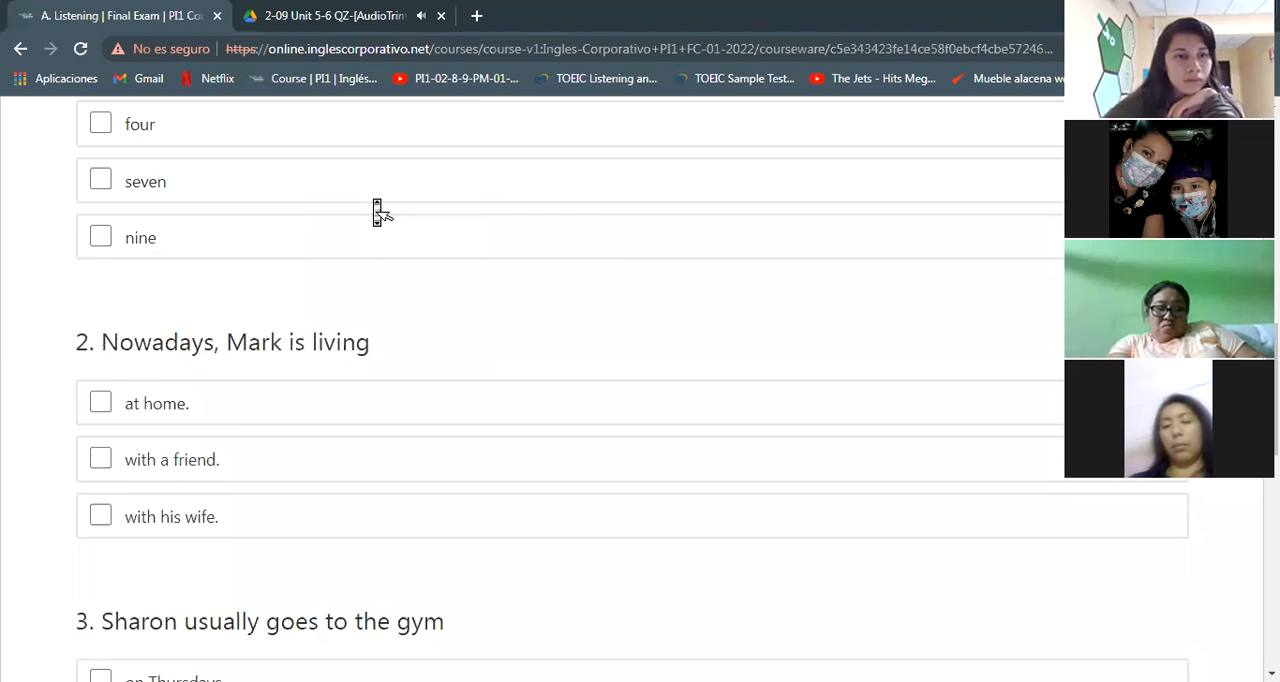 A. Listening | Final Exam | PI1 Co
2-09 Unit 5-6 QZ-[AudioTrim
No es seguro
https://online.inglescorporativo.net/courses/course-v1:Ingles-Corporativo+PI1+FC-01-2022/courseware/c5e343423fe14ce58f0ebcf4cbe57246...
Aplicaciones
Gmail
Netflix
Course | PI1 | Inglés...
PI1-02-8-9-PM-01-...
TOEIC Listening an...
TOEIC Sample Test...
The Jets - Hits Meg...
Mueble alacena
four
seven
nine
2. Nowadays, Mark is living
at home.
with a friend.
with his wife.
3. Sharon usually goes to the gym
on Thursdays